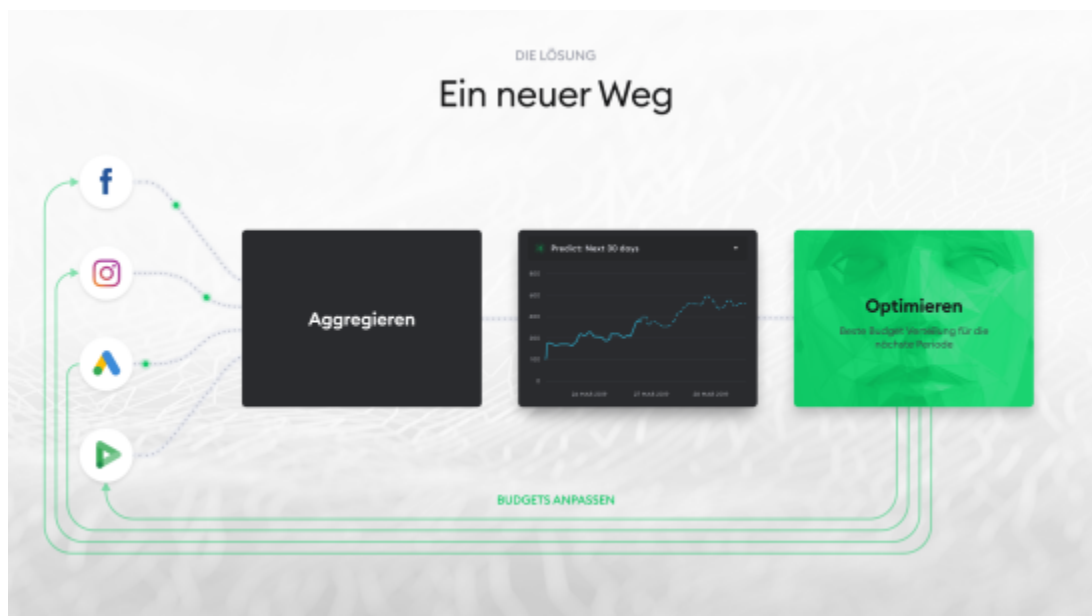 DIE LÖSUNG
Ein neuer Weg
Aggregieren
Predict: Next 30 days
Optimieren
Beste Budget Verteilung für die
nächste Periode
BUDGETS ANPASSEN